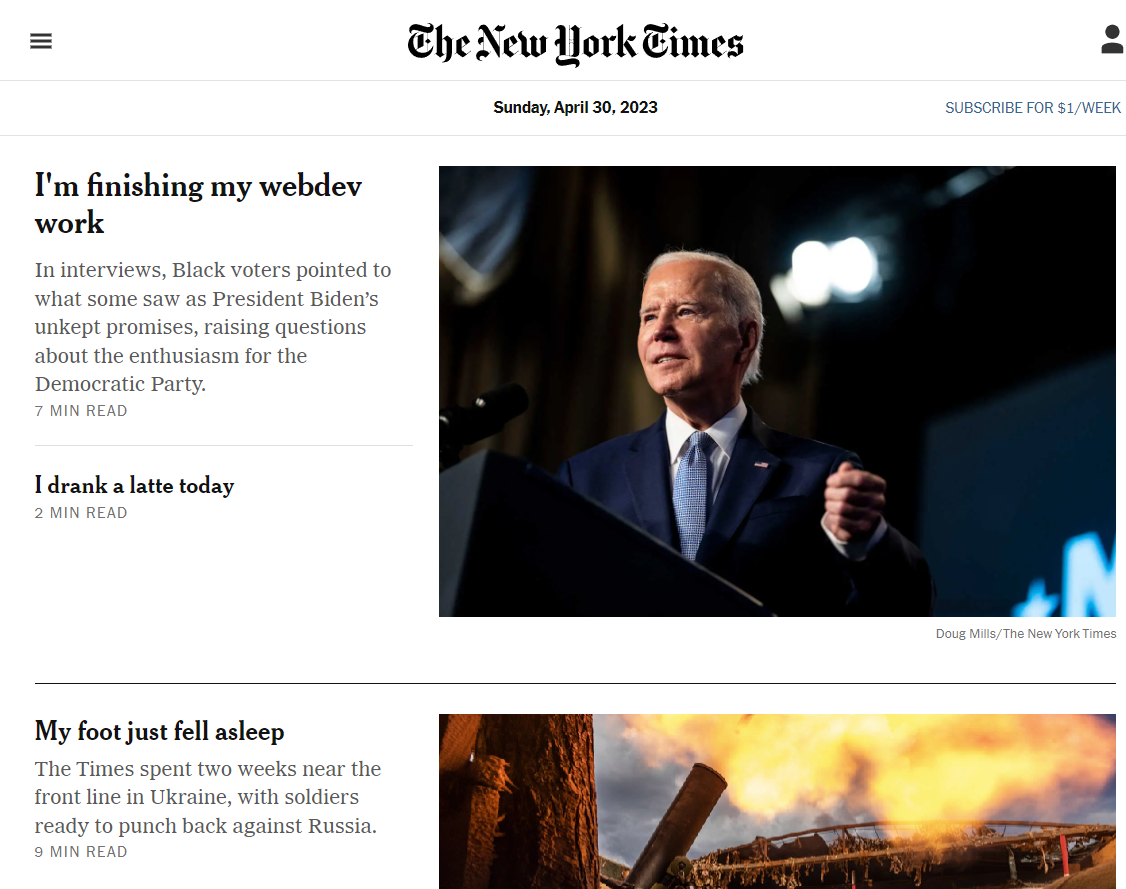 The New York Times
Sunday, April 30, 2023
SUBSCRIBE FOR $1/WEEK
I'm finishing my webdev
work
In interviews, Black voters pointed to
what some saw as President Biden’s
unkept promises, raising questions
about the enthusiasm for the
Democratic Party.
7 MIN READ
I drank a latte today
2 MIN READ
Doug Mills/The New York Times
My foot just fell asleep
The Times spent two weeks near the
front line in Ukraine, with soldiers
ready to punch back against Russia.
9 MIN READ